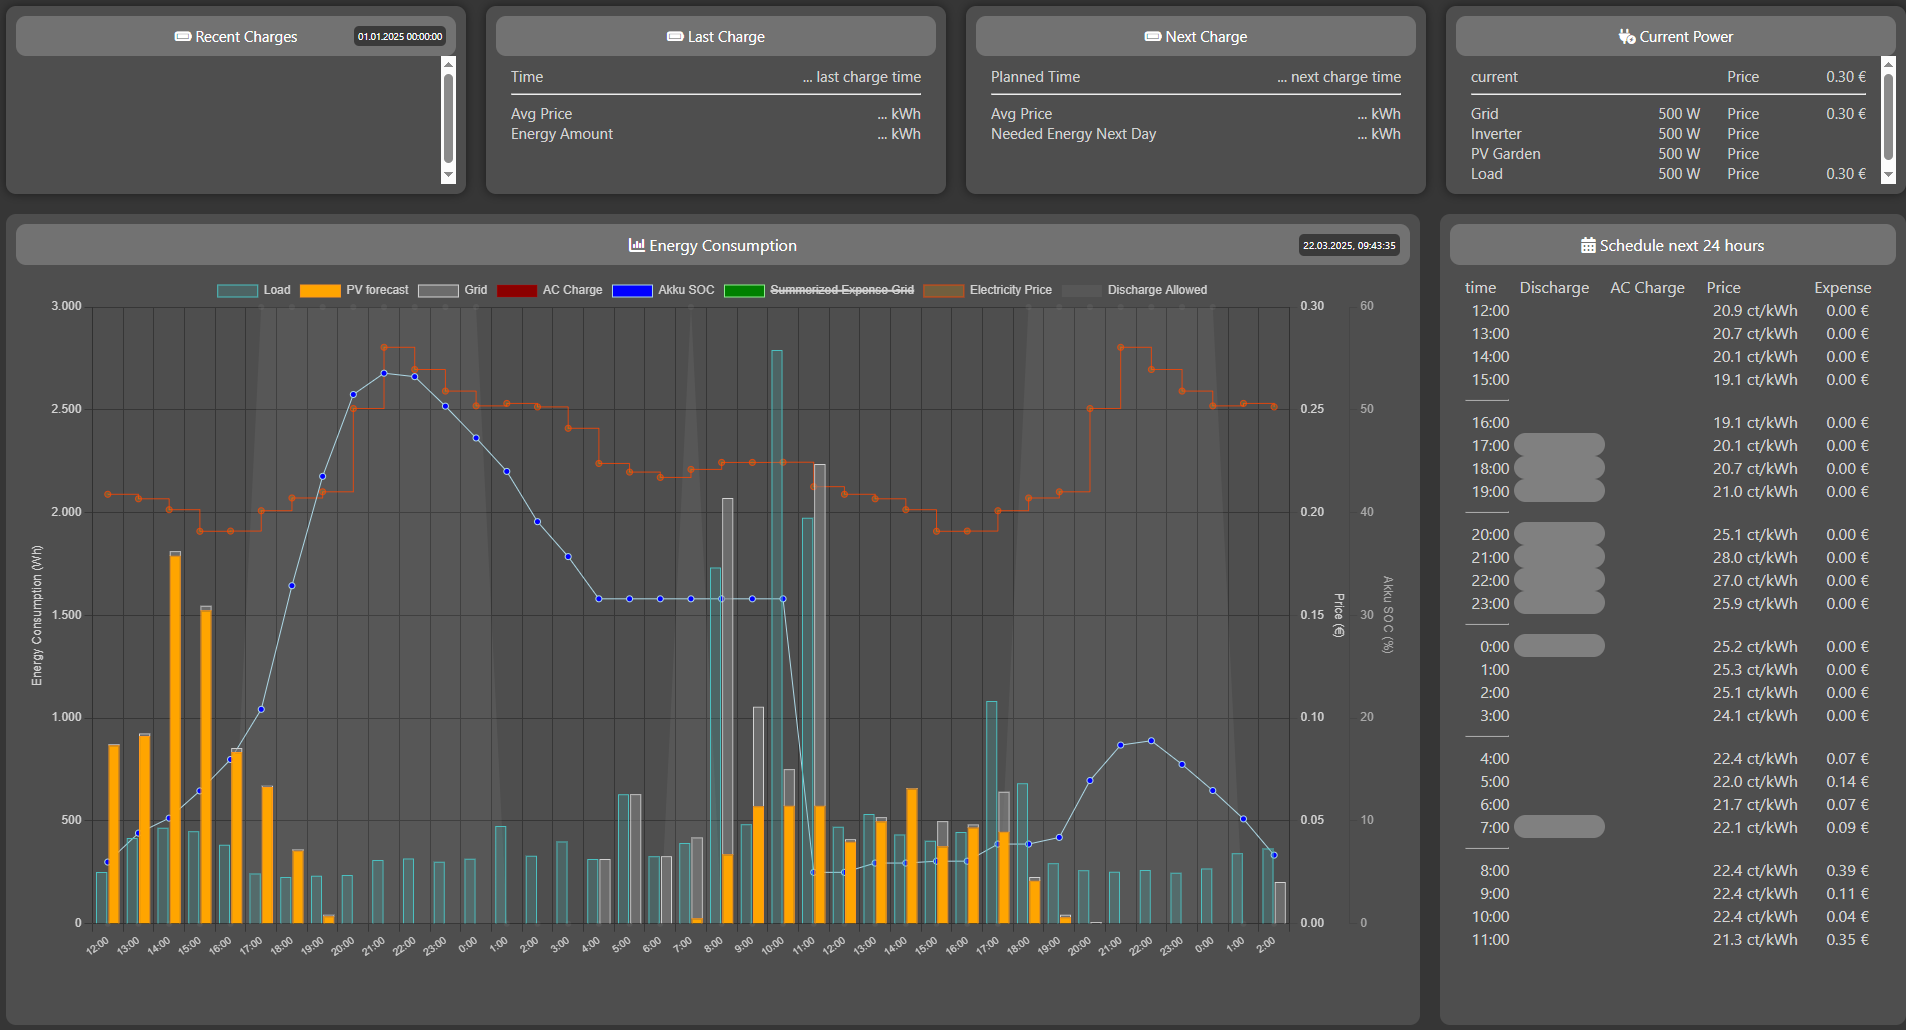 Recent Charges
01.01.2025 00:00:00
Last Charge
Time ... last charge time
Avg Price ... kWh
Energy Amount ... kWh
Next Charge
Planned Time ... next charge time
Avg Price ... kWh
Needed Energy Next Day ... kWh
Current Power
current Price 0.30 €
Grid 500 W Price 0.30 €
Inverter 500 W Price
PV Garden 500 W Price
Load 500 W Price 0.30 €
Energy Consumption
22.03.2025, 09:43:35
Load PV forecast Grid AC Charge Akku SOC Summerized Expense Grid Electricity Price Discharge Allowed
Energy Consumption (Wh)
3.000
2.500
2.000
1.500
1.000
500
0
0.30
0.25
0.20
0.15
0.10
0.05
0.00
Price (€)
60
50
40
30
20
10
0
Akku SOC (%)
12:00 13:00 14:00 15:00 16:00 17:00 18:00 19:00 20:00 21:00 22:00 23:00 0:00 1:00 2:00 3:00 4:00 5:00 6:00 7:00 8:00 9:00 10:00 11:00 12:00 13:00 14:00 15:00 16:00 17:00 18:00 19:00 20:00 21:00 22:00 23:00 0:00 1:00 2:00
Schedule next 24 hours
time Discharge AC Charge Price Expense
12:00 20.9 ct/kWh 0.00 €
13:00 20.7 ct/kWh 0.00 €
14:00 20.1 ct/kWh 0.00 €
15:00 19.1 ct/kWh 0.00 €
16:00 19.1 ct/kWh 0.00 €
17:00 20.1 ct/kWh 0.00 €
18:00 20.7 ct/kWh 0.00 €
19:00 21.0 ct/kWh 0.00 €
20:00 25.1 ct/kWh 0.00 €
21:00 28.0 ct/kWh 0.00 €
22:00 27.0 ct/kWh 0.00 €
23:00 25.9 ct/kWh 0.00 €
0:00 25.2 ct/kWh 0.00 €
1:00 25.3 ct/kWh 0.00 €
2:00 25.1 ct/kWh 0.00 €
3:00 24.1 ct/kWh 0.00 €
4:00 22.4 ct/kWh 0.07 €
5:00 22.0 ct/kWh 0.14 €
6:00 21.7 ct/kWh 0.07 €
7:00 22.1 ct/kWh 0.09 €
8:00 22.4 ct/kWh 0.39 €
9:00 22.4 ct/kWh 0.11 €
10:00 22.4 ct/kWh 0.04 €
11:00 21.3 ct/kWh 0.35 €